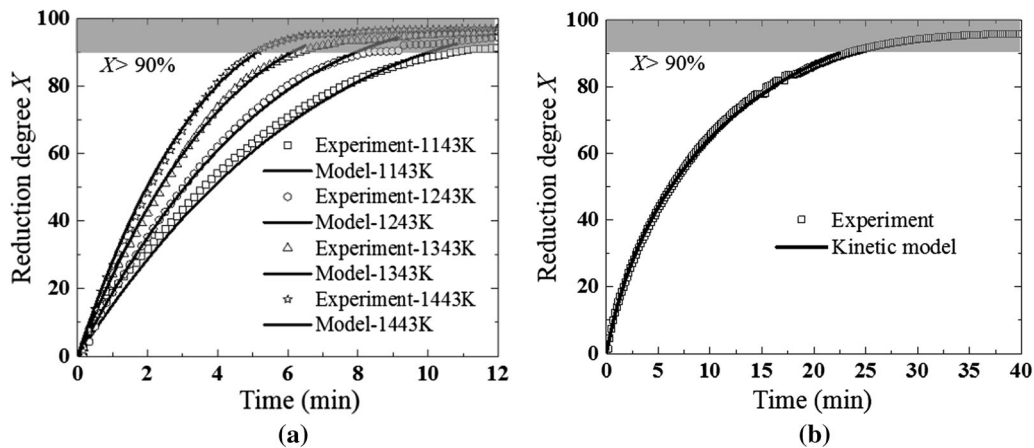 100
80
60
40
20
0
Reduction degree X
X> 90%
Experiment-1143K
Model-1143K
Experiment-1243K
Model-1243K
Experiment-1343K
Model-1343K
Experiment-1443K
Model-1443K
0 2 4 6 8 10 12
Time (min)
(a)
100
80
60
40
20
0
Reduction degree X
X> 90%
Experiment
Kinetic model
0 5 10 15 20 25 30 35 40
Time (min)
(b)